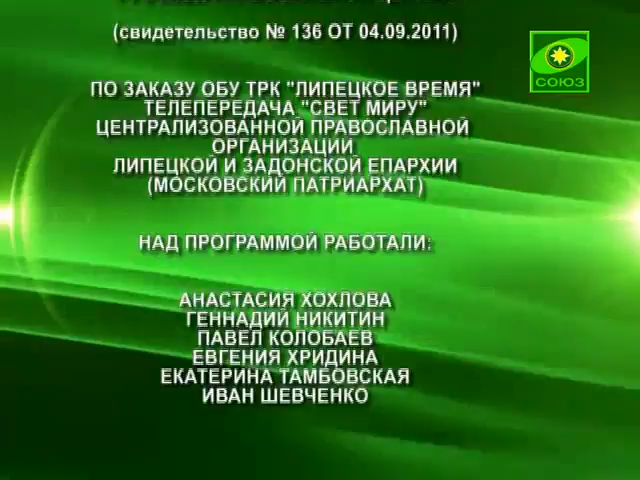 (свидетельство № 136 ОТ 04.09.2011)
СОЮЗ
ПО ЗАКАЗУ ОБУ ТРК "ЛИПЕЦКОЕ ВРЕМЯ"
ТЕЛЕПЕРЕДАЧА "СВЕТ МИРУ"
ЦЕНТРАЛИЗОВАННОЙ ПРАВОСЛАВНОЙ
ОРГАНИЗАЦИИ
ЛИПЕЦКОЙ И ЗАДОНСКОЙ ЕПАРХИИ
(МОСКОВСКИЙ ПАТРИАРХАТ)
НАД ПРОГРАММОЙ РАБОТАЛИ:
АНАСТАСИЯ ХОХЛОВА
ГЕННАДИЙ НИКИТИН
ПАВЕЛ КОЛОБАЕВ
ЕВГЕНИЯ ХРИДИНА
ЕКАТЕРИНА ТАМБОВСКАЯ
ИВАН ШЕВЧЕНКО